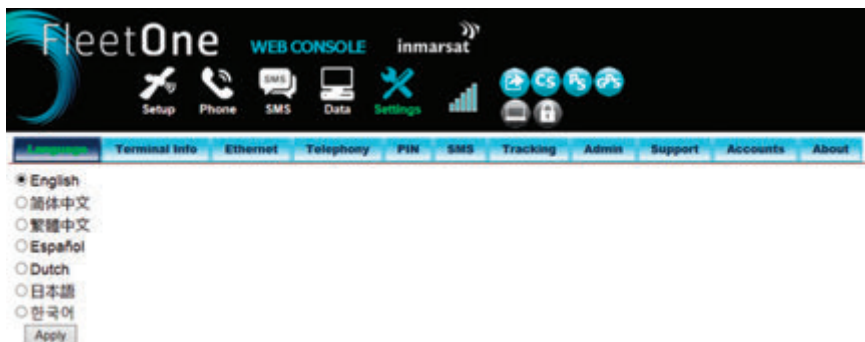 FleetOne WEB CONSOLE inmarsat
SMS CS PS GPS
Setup Phone SMS Data Settings
Language Terminal Info Ethernet Telephony PIN SMS Tracking Admin Support Accounts About
English
简体中文
繁體中文
Español
Dutch
日本語
한국어
Apply